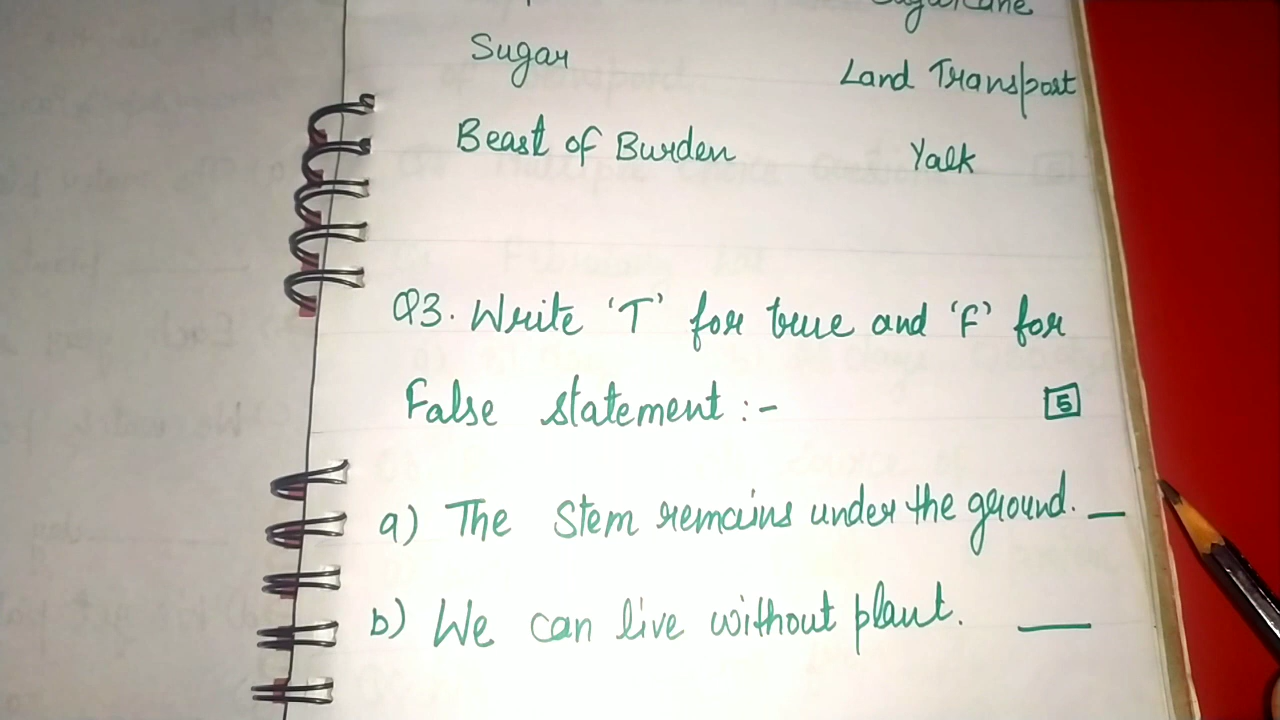 Sugarcane
Sugar Land Transport
Beast of Burden Yalk
Q3. Write 'T' for true and 'F' for
False statement :- 5
a) The Stem remains under the ground. __
b) We can live without plant. __